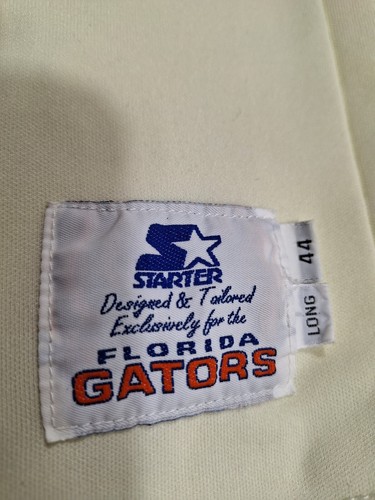 STARTER
Designed & Tailored
Exclusively for the
FLORIDA
GATORS
44
LONG